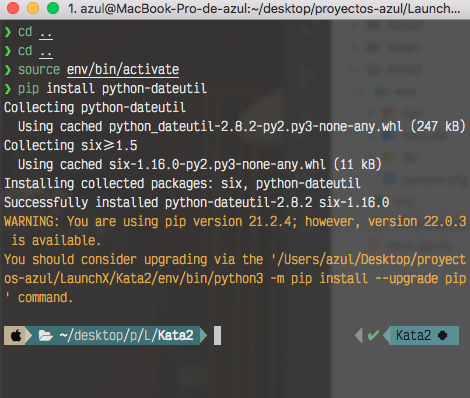 1. azul@MacBook-Pro-de-azul:~/desktop/proyectos-azul/Launch...
❯ cd ..
❯ cd ..
❯ source env/bin/activate
❯ pip install python-dateutil
Collecting python-dateutil
  Using cached python_dateutil-2.8.2-py2.py3-none-any.whl (247 kB)
Collecting six>=1.5
  Using cached six-1.16.0-py2.py3-none-any.whl (11 kB)
Installing collected packages: six, python-dateutil
Successfully installed python-dateutil-2.8.2 six-1.16.0
WARNING: You are using pip version 21.2.4; however, version 22.0.3
 is available.
You should consider upgrading via the '/Users/azul/Desktop/proyect
os-azul/LaunchX/Kata2/env/bin/python3 -m pip install --upgrade pip
' command.
~/desktop/p/L/Kata2 ✔ Kata2